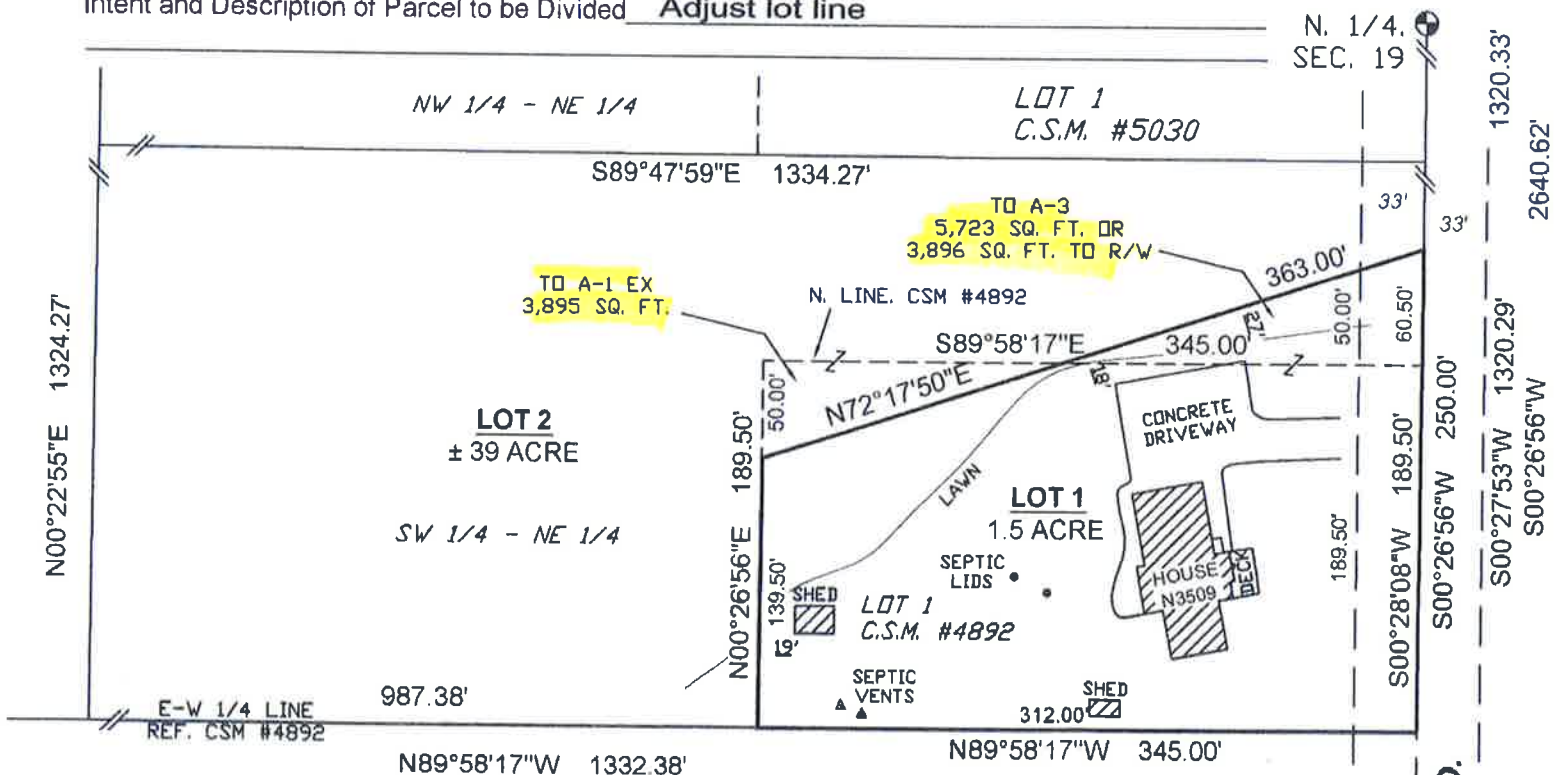 Intent and Description of Parcel to be Divided Adjust lot line
N. 1/4.
SEC. 19
NW 1/4 - NE 1/4
LOT 1
C.S.M. #5030
S89°47'59"E 1334.27'
1320.33'
2640.62'
33'
33'
TO A-3
5,723 SQ. FT. OR
3,896 SQ. FT. TO R/W
363.00'
TO A-1 EX
3,895 SQ. FT.
N. LINE. CSM #4892
S89°58'17"E
345.00'
27'
50.00'
60.50'
N00°22'55"E 1324.27'
50.00'
N72°17'50"E
18'
CONCRETE
DRIVEWAY
LOT 2
± 39 ACRE
N00°26'56"E 189.50'
139.50'
LAWN
LOT 1
1.5 ACRE
SW 1/4 - NE 1/4
SEPTIC
LIDS
HOUSE
N3509
DECK
189.50'
S00°28'08"W 189.50'
S00°26'56"W 250.00'
S00°27'53"W 1320.29'
S00°26'56"W
SHED
LOT 1
C.S.M. #4892
19'
SEPTIC
VENTS
SHED
312.00'
987.38'
E-W 1/4 LINE
REF. CSM #4892
N89°58'17"W 1332.38'
N89°58'17"W 345.00'